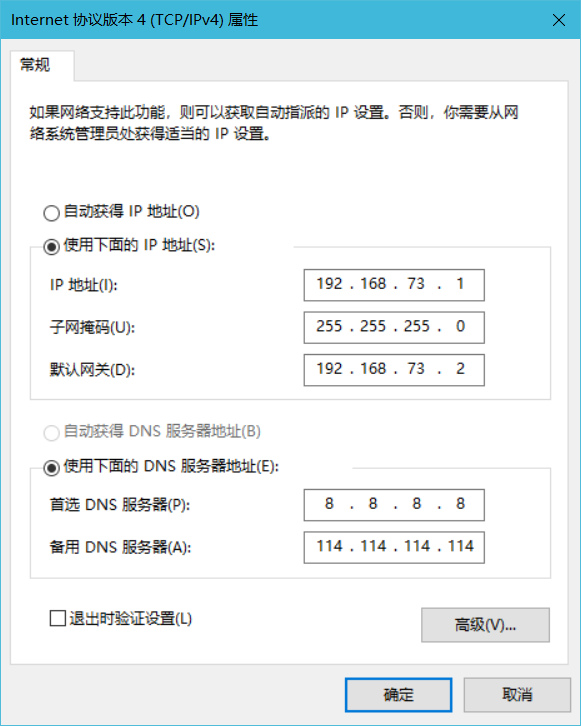 Internet 协议版本 4 (TCP/IPv4) 属性
常规
如果网络支持此功能，则可以获取自动指派的 IP 设置。否则，你需要从网
络系统管理员处获得适当的 IP 设置。
自动获得 IP 地址(O)
使用下面的 IP 地址(S):
IP 地址(I): 192 . 168 . 73 . 1
子网掩码(U): 255 . 255 . 255 . 0
默认网关(D): 192 . 168 . 73 . 2
自动获得 DNS 服务器地址(B)
使用下面的 DNS 服务器地址(E):
首选 DNS 服务器(P): 8 . 8 . 8 . 8
备用 DNS 服务器(A): 114 . 114 . 114 . 114
退出时验证设置(L)
高级(V)...
确定 取消